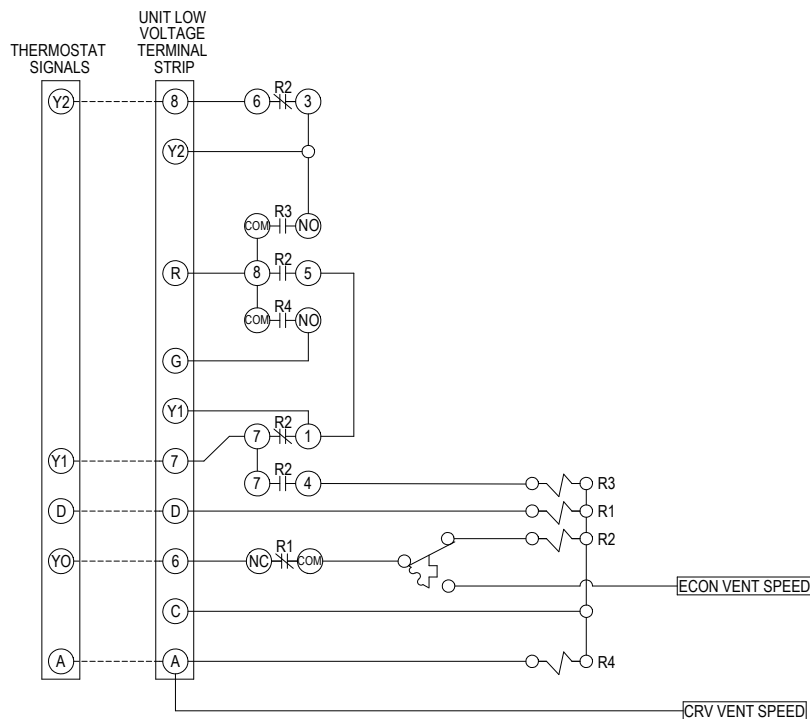 UNIT LOW
VOLTAGE
TERMINAL
STRIP
THERMOSTAT
SIGNALS
Y2
8
6
R2
3
Y2
COM
R3
NO
R
8
R2
5
COM
R4
NO
G
Y1
7
R2
1
Y1
7
7
R2
4
R3
D
D
R1
R2
YO
6
NC
R1
COM
ECON VENT SPEED
C
A
A
R4
CRV VENT SPEED